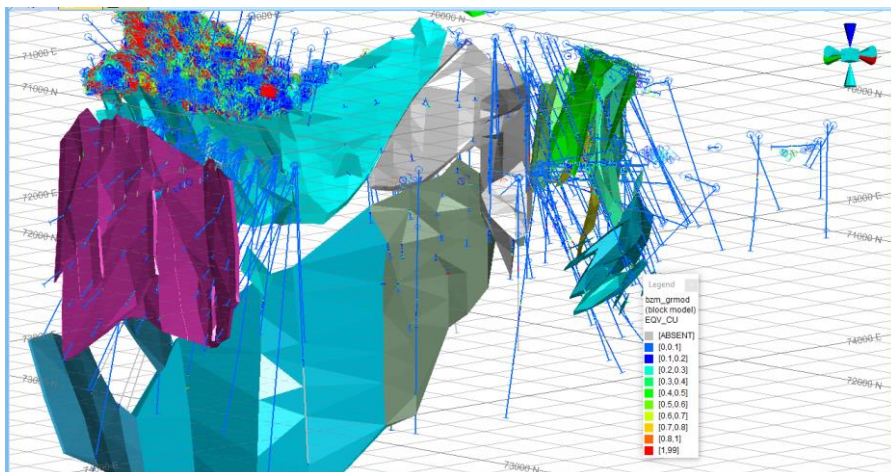 70000 N
71000 E
71000 N
70000 N
72000 N
71000 N
Legend
bzm_grmod
(block model)
EQV_CU
[ABSENT]
[0,0.1]
[0.1,0.2]
[0.2,0.3]
[0.3,0.4]
[0.4,0.5]
[0.5,0.6]
[0.6,0.7]
[0.7,0.8]
[0.8,1]
[1,99]
74000 E
72000 N
73000 N
73000 N